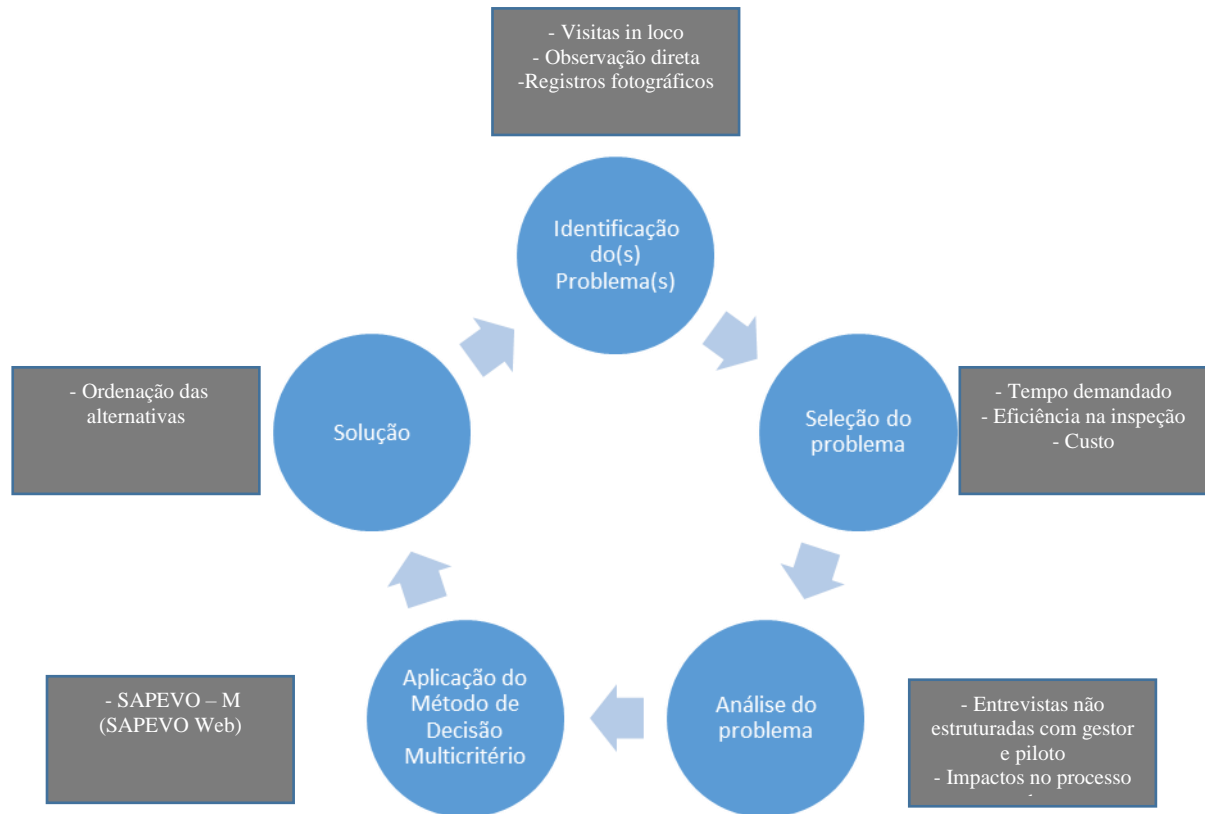 - Visitas in loco
- Observação direta
-Registros fotográficos
Identificação
do(s)
Problema(s)
Seleção do
problema
- Tempo demandado
- Eficiência na inspeção
- Custo
Análise do
problema
- Entrevistas não
estruturadas com gestor
e piloto
- Impactos no processo
Aplicação do
Método de
Decisão
Multicritério
- SAPEVO – M
(SAPEVO Web)
Solução
- Ordenação das
alternativas